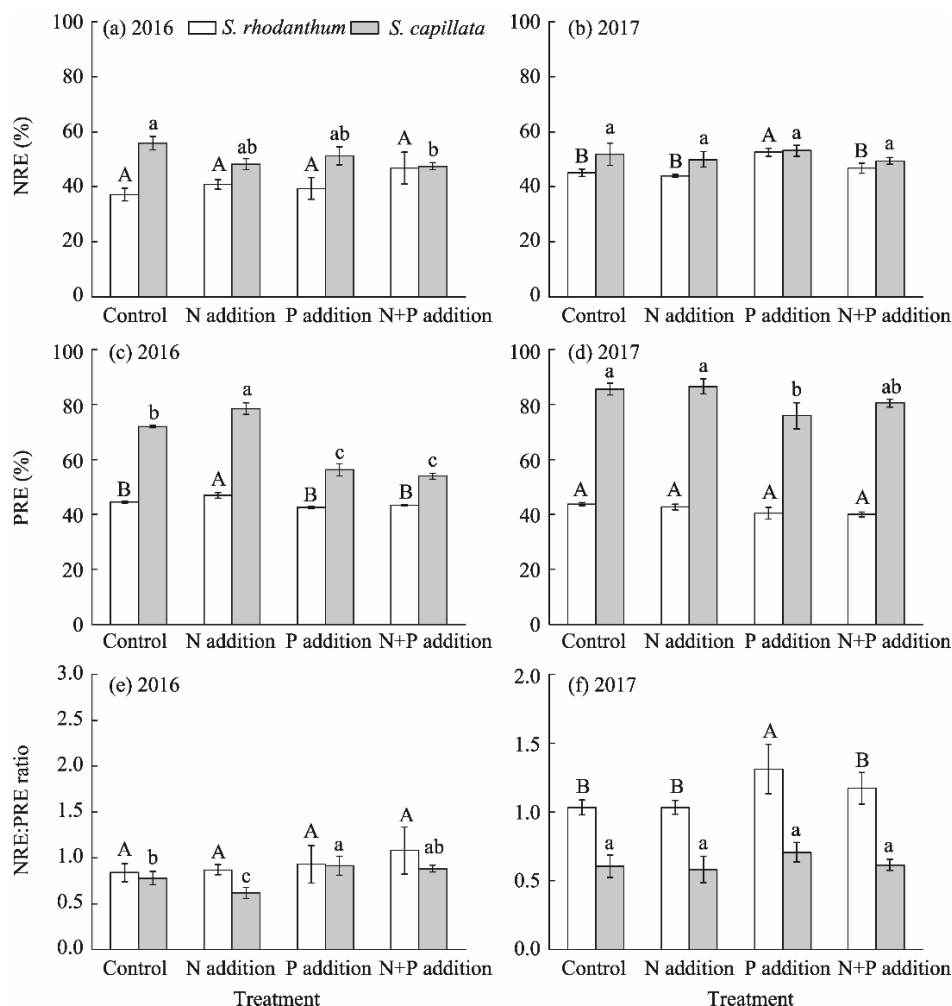 (a) 2016 S. rhodanthum S. capillata
NRE (%)
100
80
60
40
20
0
A a A ab A ab A b
Control N addition P addition N+P addition
(b) 2017
100
80
60
40
20
0
B a B a A a B a
Control N addition P addition N+P addition
(c) 2016
PRE (%)
100
80
60
40
20
0
B b A a B c B c
Control N addition P addition N+P addition
(d) 2017
100
80
60
40
20
0
A a A a A b A ab
Control N addition P addition N+P addition
(e) 2016
NRE:PRE ratio
3.0
2.5
2.0
1.5
1.0
0.5
0.0
A b A c A a A ab
Control N addition P addition N+P addition
Treatment
(f) 2017
2.0
1.5
1.0
0.5
0.0
B a B a A a B a
Control N addition P addition N+P addition
Treatment